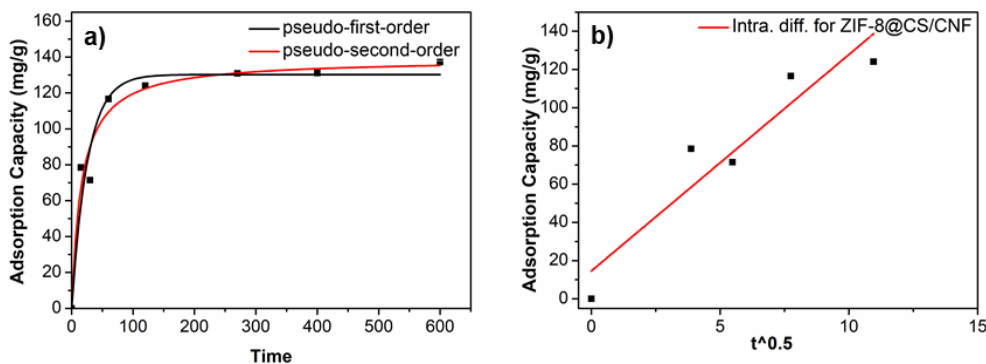 a)
pseudo-first-order
pseudo-second-order
Adsorption Capacity (mg/g)
160
140
120
100
80
60
40
20
0
0 100 200 300 400 500 600
Time
b)
Intra. diff. for ZIF-8@CS/CNF
Adsorption Capacity (mg/g)
140
120
100
80
60
40
20
0
0 5 10 15
t^0.5